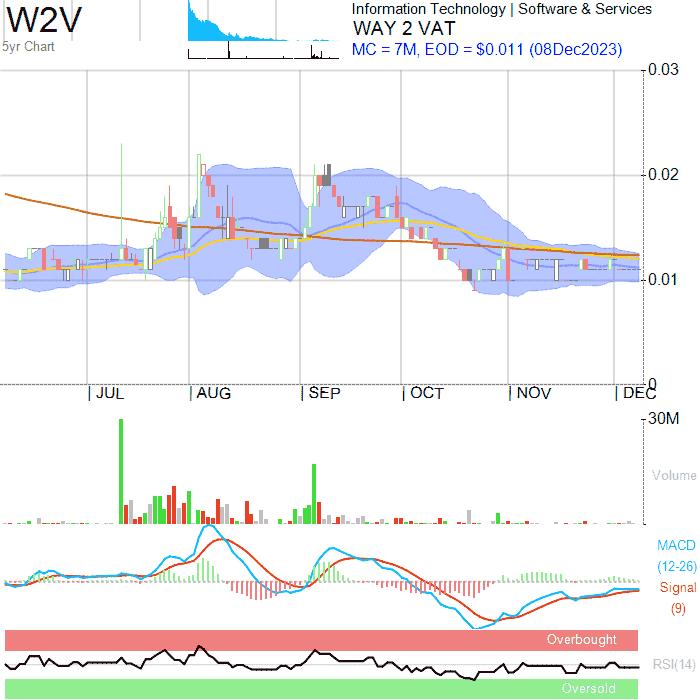 W2V
5yr Chart
Information Technology | Software & Services
WAY 2 VAT
MC = 7M, EOD = $0.011 (08Dec2023)
0.03
0.02
0.01
0
JUL AUG SEP OCT NOV DEC
30M
Volume
MACD
(12-26)
Signal
(9)
Overbought
RSI(14)
Oversold